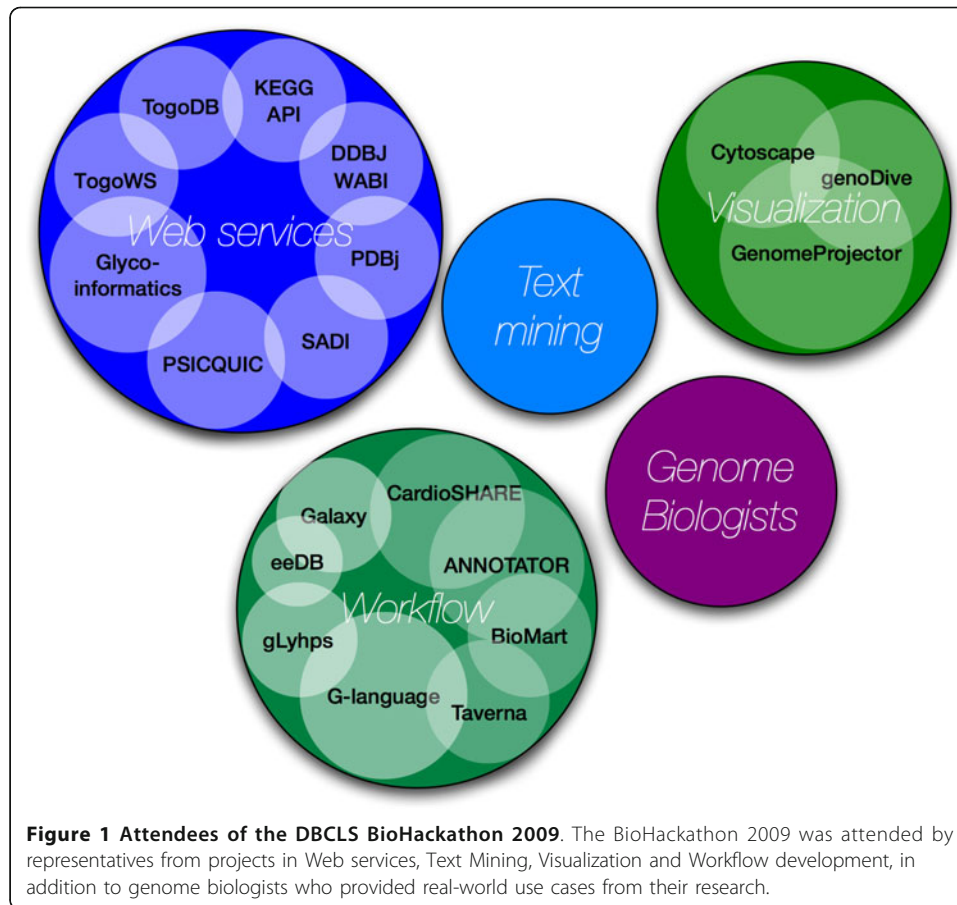 TogoDB
KEGG
API
DDBJ
WABI
TogoWS
Web services
PDBj
Glyco-
informatics
SADI
PSICQUIC
Text
mining
Cytoscape
genoDive
Visualization
GenomeProjector
Genome
Biologists
CardioSHARE
Galaxy
eeDB
ANNOTATOR
Workflow
BioMart
gLyhps
G-language
Taverna
Figure 1 Attendees of the DBCLS BioHackathon 2009. The BioHackathon 2009 was attended by
representatives from projects in Web services, Text Mining, Visualization and Workflow development, in
addition to genome biologists who provided real-world use cases from their research.